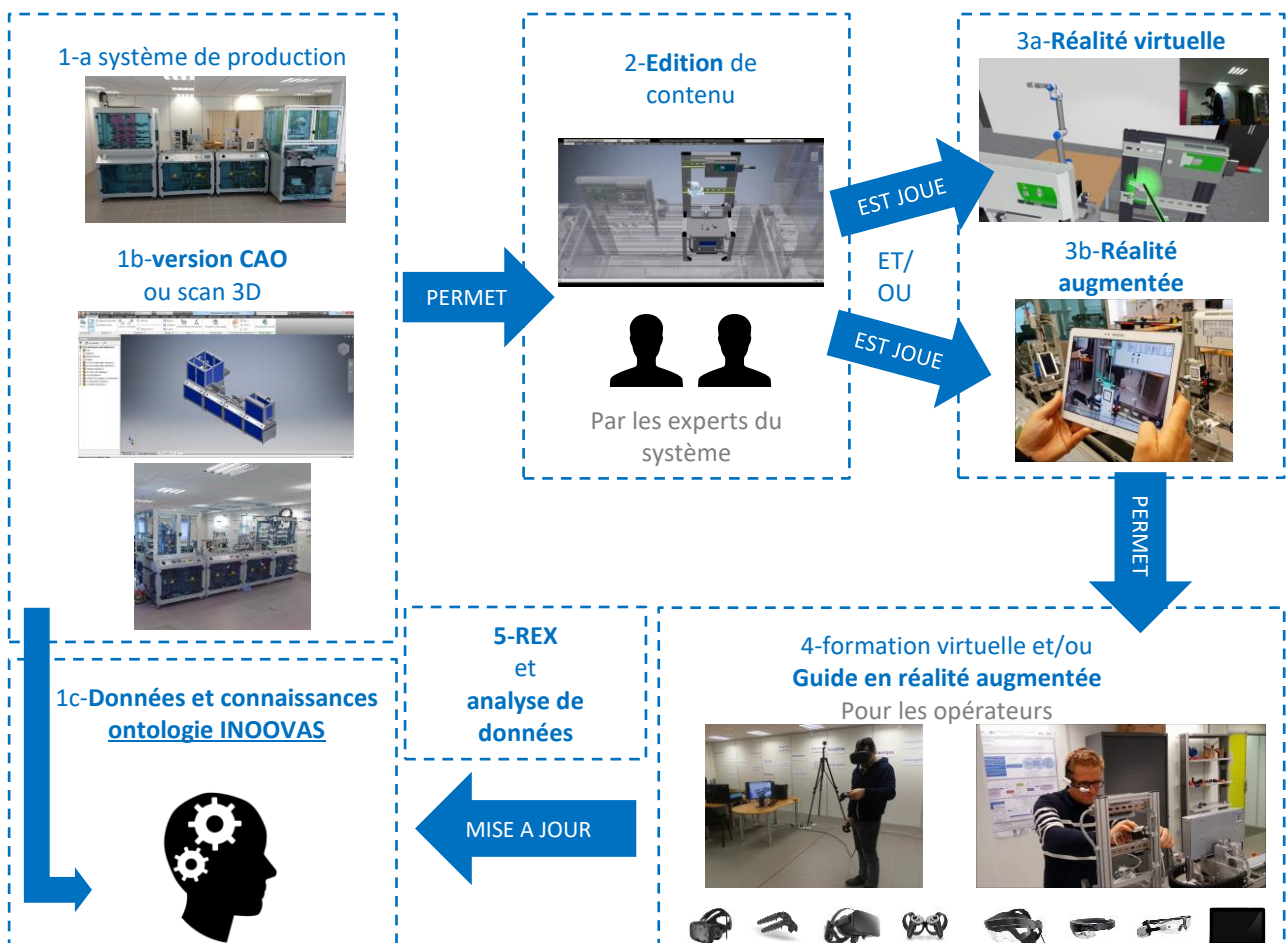 1-a système de production
1b-version CAO
ou scan 3D
PERMET
2-Edition de
contenu
Par les experts du
système
EST JOUE
ET/
OU
EST JOUE
3a-Réalité virtuelle
3b-Réalité
augmentée
PERMET
4-formation virtuelle et/ou
Guide en réalité augmentée
Pour les opérateurs
5-REX
et
analyse de
données
MISE A JOUR
1c-Données et connaissances
ontologie INOOVAS